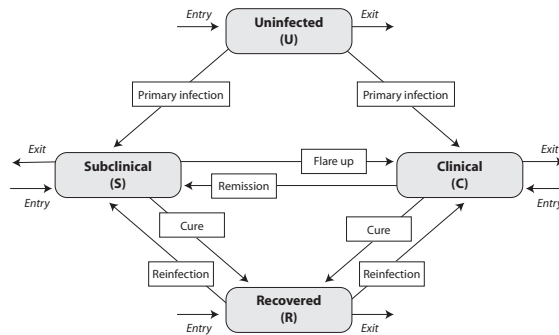 Entry
Uninfected
(U)
Exit
Primary infection
Primary infection
Exit
Subclinical
(S)
Entry
Flare up
Remission
Exit
Clinical
(C)
Entry
Cure
Cure
Reinfection
Reinfection
Entry
Recovered
(R)
Exit